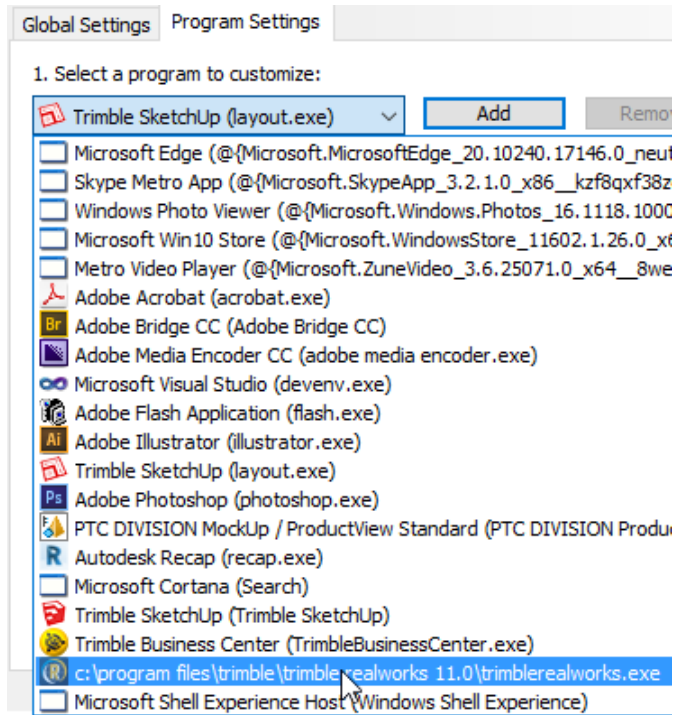 Global Settings Program Settings
1. Select a program to customize:
Trimble SketchUp (layout.exe) Add Remov
Microsoft Edge (@{Microsoft.MicrosoftEdge_20.10240.17146.0_neut
Skype Metro App (@{Microsoft.SkypeApp_3.2.1.0_x86__kzf8qxf38z
Windows Photo Viewer (@{Microsoft.Windows.Photos_16.1118.1000
Microsoft Win10 Store (@{Microsoft.WindowsStore_11602.1.26.0_x6
Metro Video Player (@{Microsoft.ZuneVideo_3.6.25071.0_x64__8we
Adobe Acrobat (acrobat.exe)
Br Adobe Bridge CC (Adobe Bridge CC)
Adobe Media Encoder CC (adobe media encoder.exe)
Microsoft Visual Studio (devenv.exe)
Adobe Flash Application (flash.exe)
Ai Adobe Illustrator (illustrator.exe)
Trimble SketchUp (layout.exe)
Ps Adobe Photoshop (photoshop.exe)
PTC DIVISION MockUp / ProductView Standard (PTC DIVISION Produc
R Autodesk Recap (recap.exe)
Microsoft Cortana (Search)
Trimble SketchUp (Trimble SketchUp)
Trimble Business Center (TrimbleBusinessCenter.exe)
R c:\program files\trimble\trimble realworks 11.0\trimblerealworks.exe
Microsoft Shell Experience Host (Windows Shell Experience)